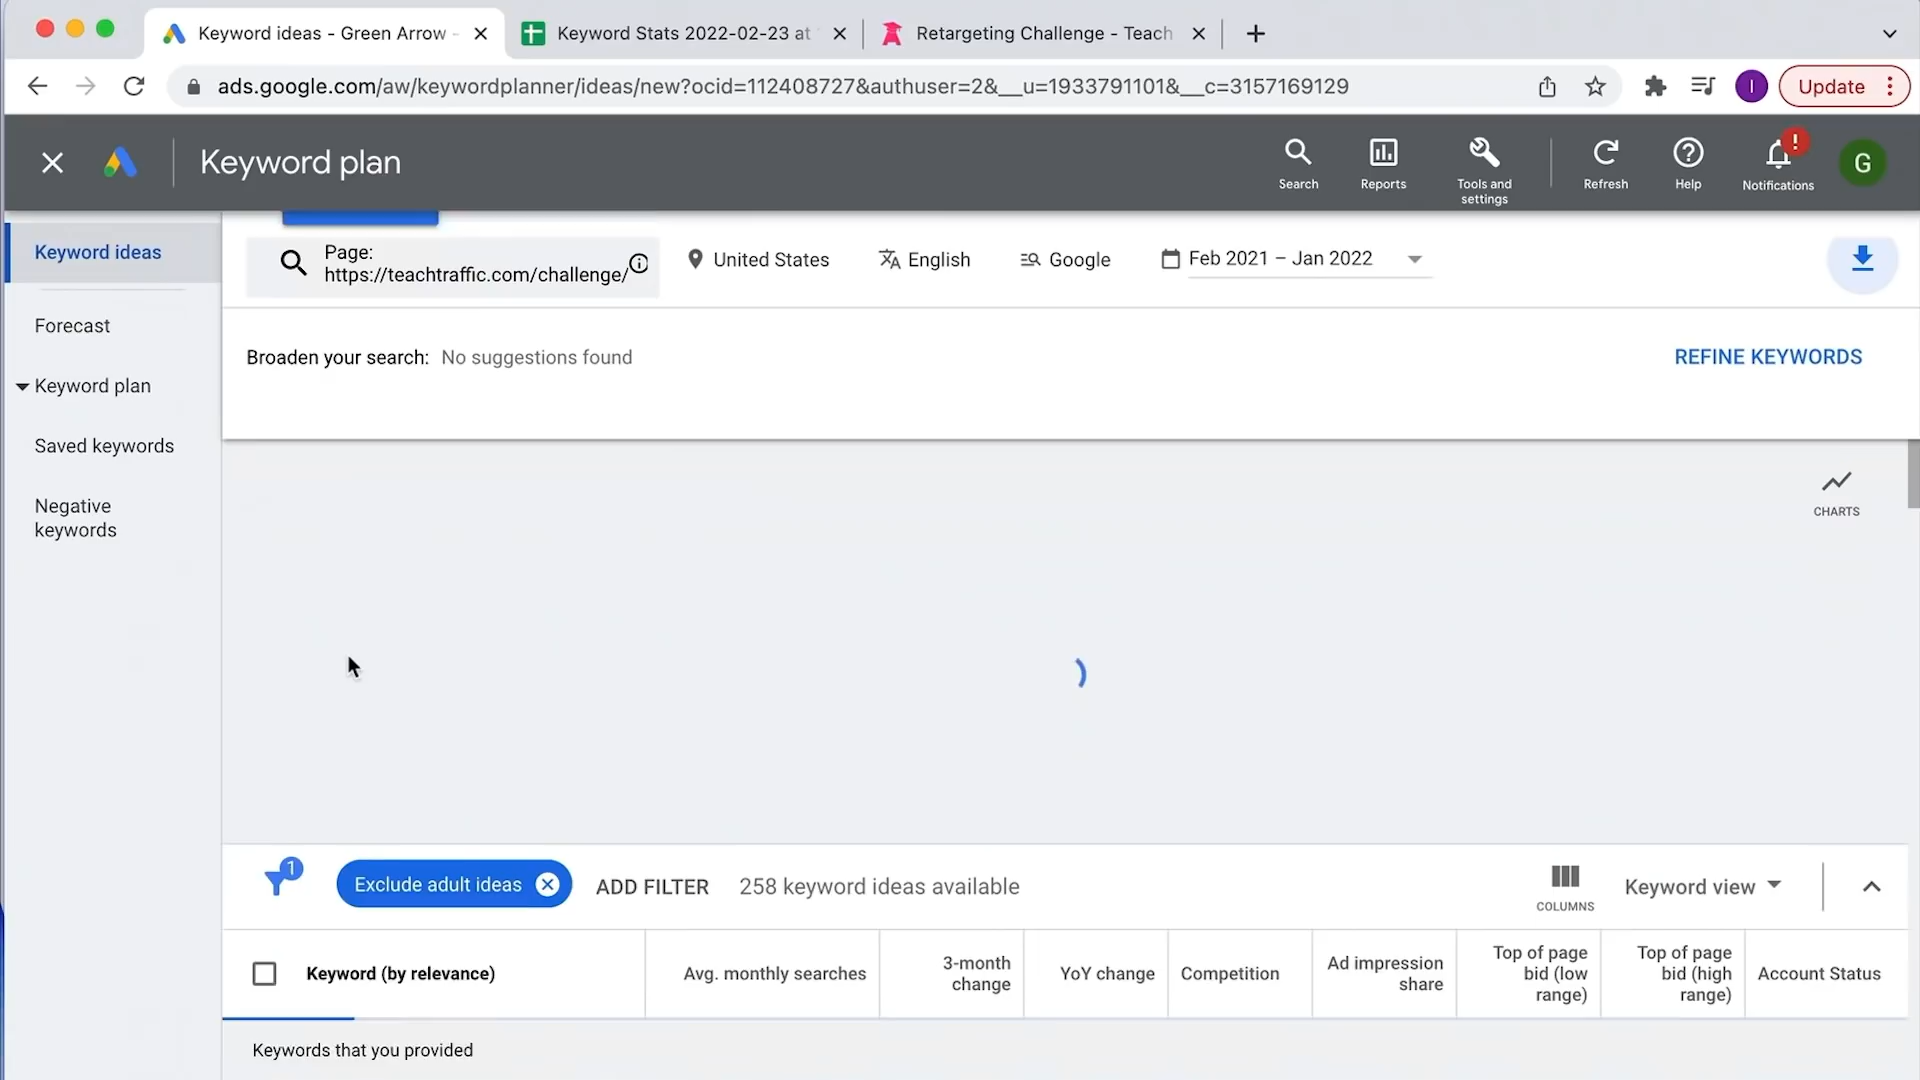 Keyword ideas - Green Arrow -
Keyword Stats 2022-02-23 at
Retargeting Challenge - Teach
ads.google.com/aw/keywordplanner/ideas/new?ocid=112408727&authuser=2&__u=1933791101&__c=3157169129
I
Update
Keyword plan
Search
Reports
Tools and
settings
Refresh
Help
!
Notifications
G
Keyword ideas
Forecast
Keyword plan
Saved keywords
Negative
keywords
Page:
https://teachtraffic.com/challenge/
United States
English
Google
Feb 2021 – Jan 2022
Broaden your search: No suggestions found
REFINE KEYWORDS
CHARTS
1
Exclude adult ideas
ADD FILTER
258 keyword ideas available
COLUMNS
Keyword view
Keyword (by relevance)
Avg. monthly searches
3-month
change
YoY change
Competition
Ad impression
share
Top of page
bid (low
range)
Top of page
bid (high
range)
Account Status
Keywords that you provided